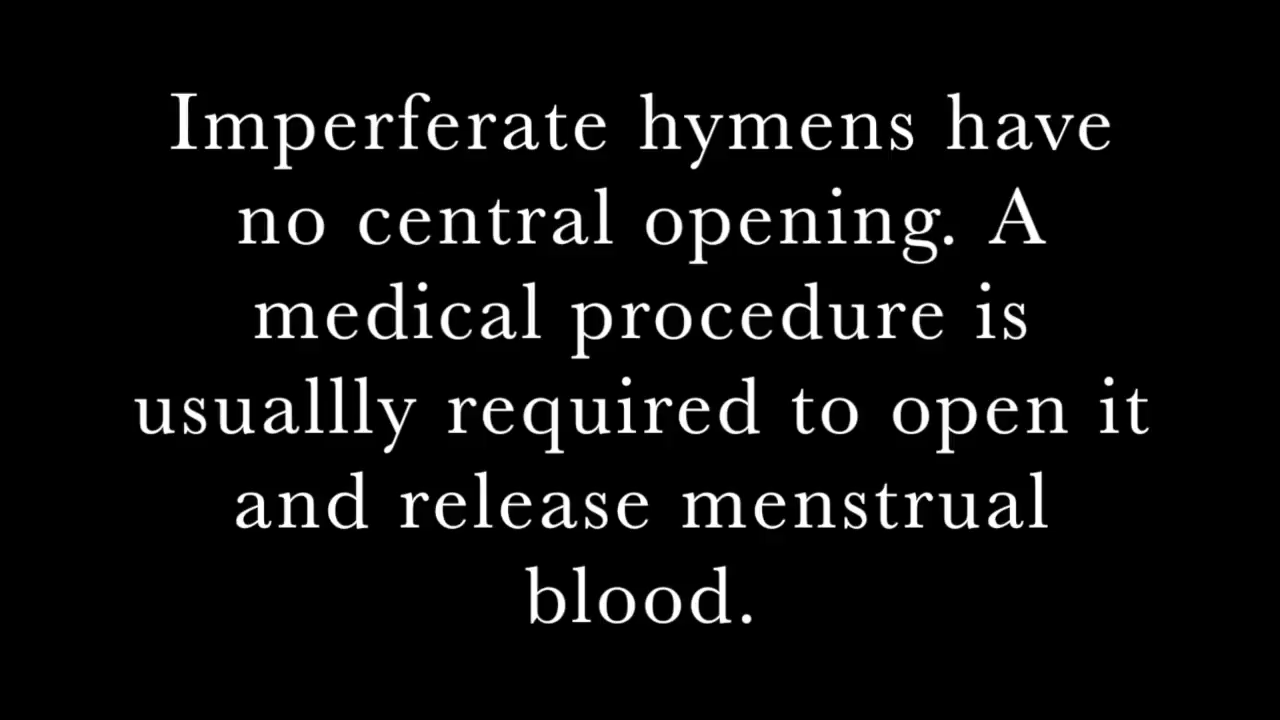 Imperferate hymens have
no central opening. A
medical procedure is
usuallly required to open it
and release menstrual
blood.